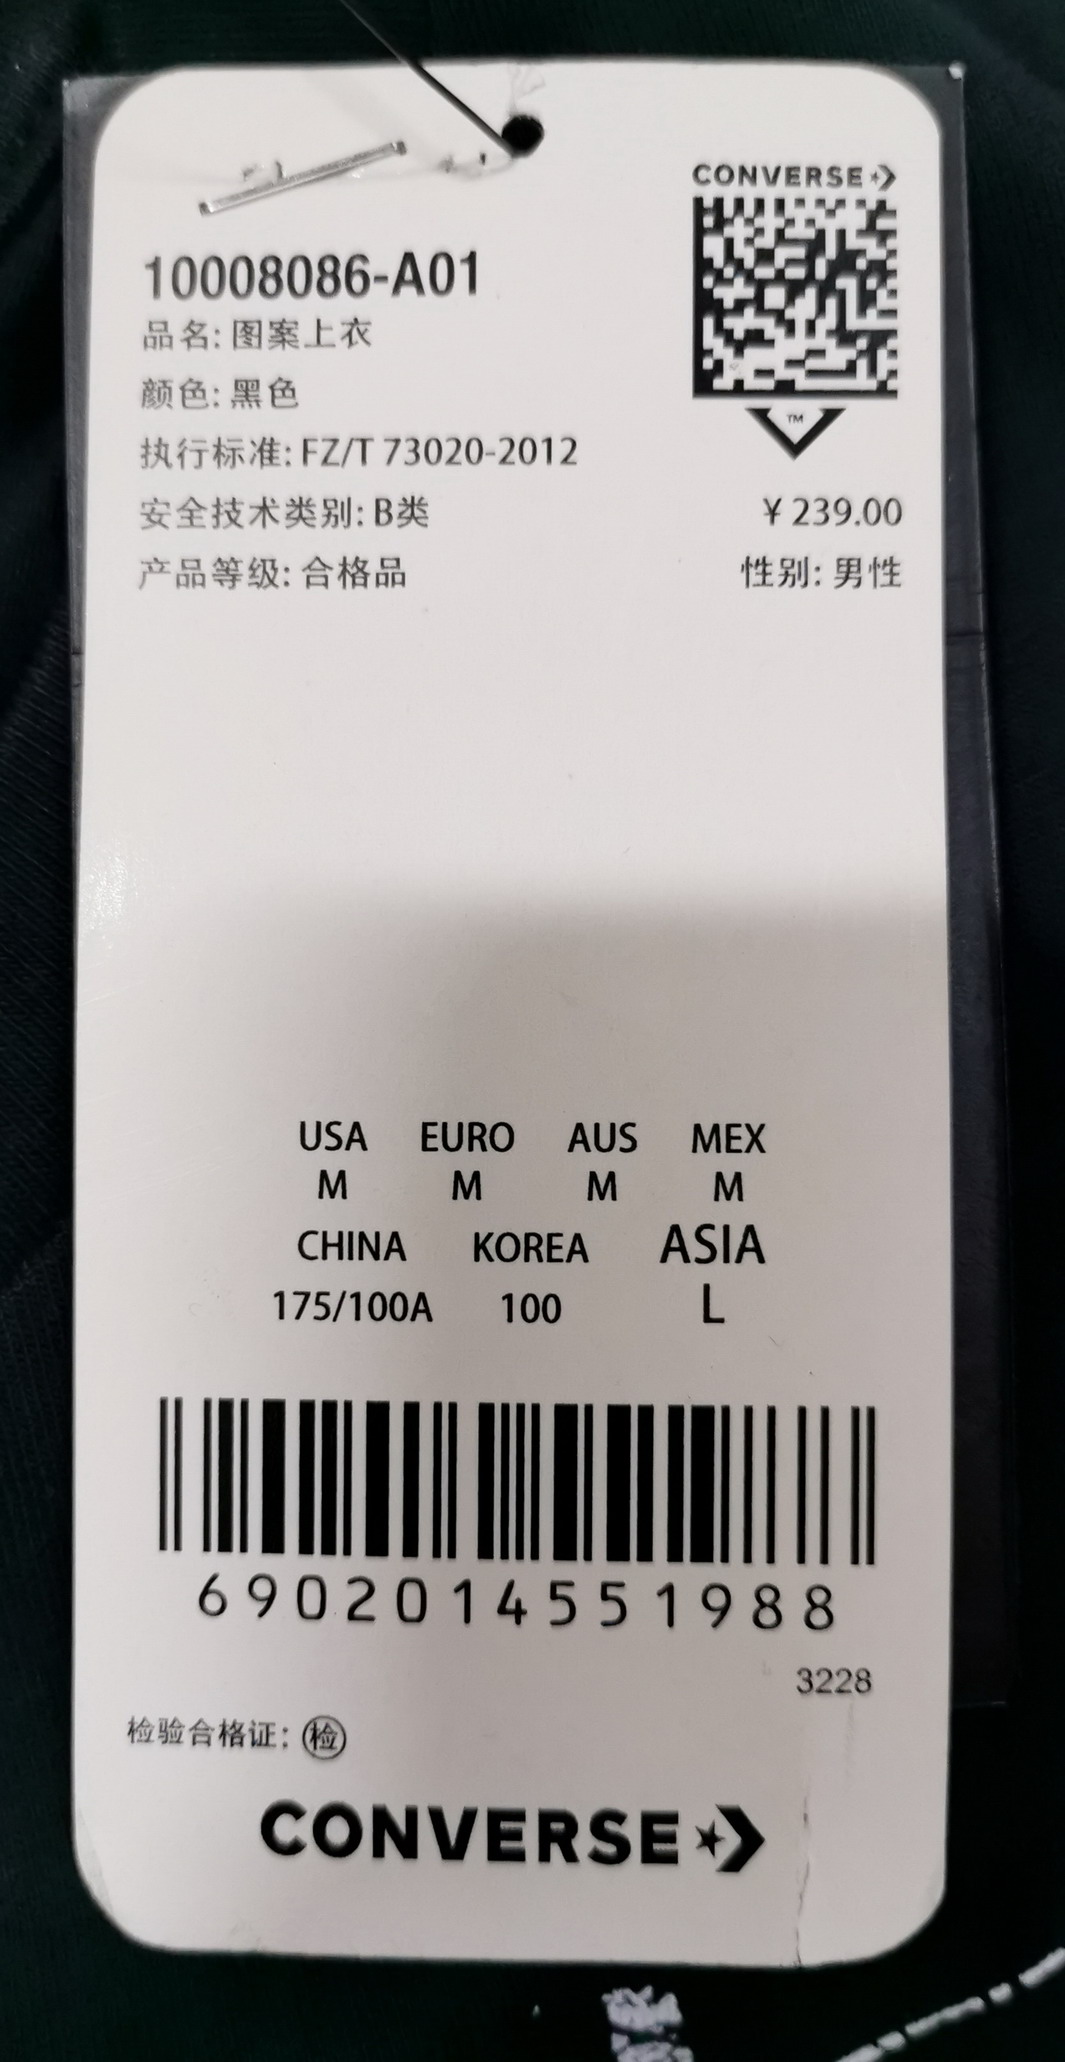 CONVERSE
10008086-A01
品名: 图案上衣
颜色: 黑色
执行标准: FZ/T 73020-2012
™
安全技术类别: B类
¥ 239.00
产品等级: 合格品
性别: 男性
USA EURO AUS MEX
M M M M
CHINA KOREA ASIA
175/100A 100 L
6902014551988
3228
检验合格证: 检
CONVERSE